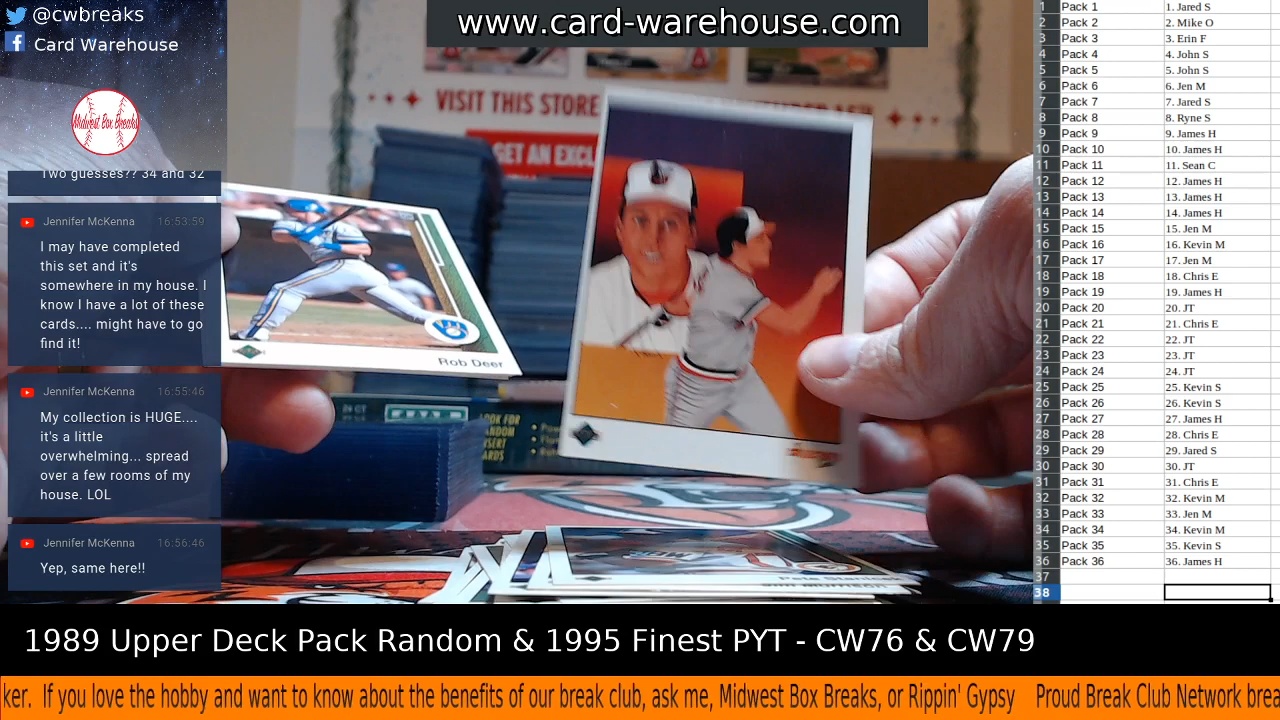 @cwbreaks
Card Warehouse
Midwest Box Breaks
Two guesses?? 34 and 32
Jennifer McKenna 16:53:59
I may have completed
this set and it's
somewhere in my house. I
know I have a lot of these
cards.... might have to go
find it!
Jennifer McKenna 16:55:46
My collection is HUGE....
it's a little
overwhelming... spread
over a few rooms of my
house. LOL
Jennifer McKenna 16:56:46
Yep, same here!!
www.card-warehouse.com
VISIT THIS STORE
GET AN EXCL
Rob Deer
OOK FOR
ANDOM
NSERT
ARDS
1 Pack 1 1. Jared S
2 Pack 2 2. Mike O
3 Pack 3 3. Erin F
4 Pack 4 4. John S
5 Pack 5 5. John S
6 Pack 6 6. Jen M
7 Pack 7 7. Jared S
8 Pack 8 8. Ryne S
9 Pack 9 9. James H
10 Pack 10 10. James H
11 Pack 11 11. Sean C
12 Pack 12 12. James H
13 Pack 13 13. James H
14 Pack 14 14. James H
15 Pack 15 15. Jen M
16 Pack 16 16. Kevin M
17 Pack 17 17. Jen M
18 Pack 18 18. Chris E
19 Pack 19 19. James H
20 Pack 20 20. JT
21 Pack 21 21. Chris E
22 Pack 22 22. JT
23 Pack 23 23. JT
24 Pack 24 24. JT
25 Pack 25 25. Kevin S
26 Pack 26 26. Kevin S
27 Pack 27 27. James H
28 Pack 28 28. Chris E
29 Pack 29 29. Jared S
30 Pack 30 30. JT
31 Pack 31 31. Chris E
32 Pack 32 32. Kevin M
33 Pack 33 33. Jen M
34 Pack 34 34. Kevin M
35 Pack 35 35. Kevin S
36 Pack 36 36. James H
37
38
1989 Upper Deck Pack Random & 1995 Finest PYT - CW76 & CW79
ker. If you love the hobby and want to know about the benefits of our break club, ask me, Midwest Box Breaks, or Rippin' Gypsy Proud Break Club Network brea